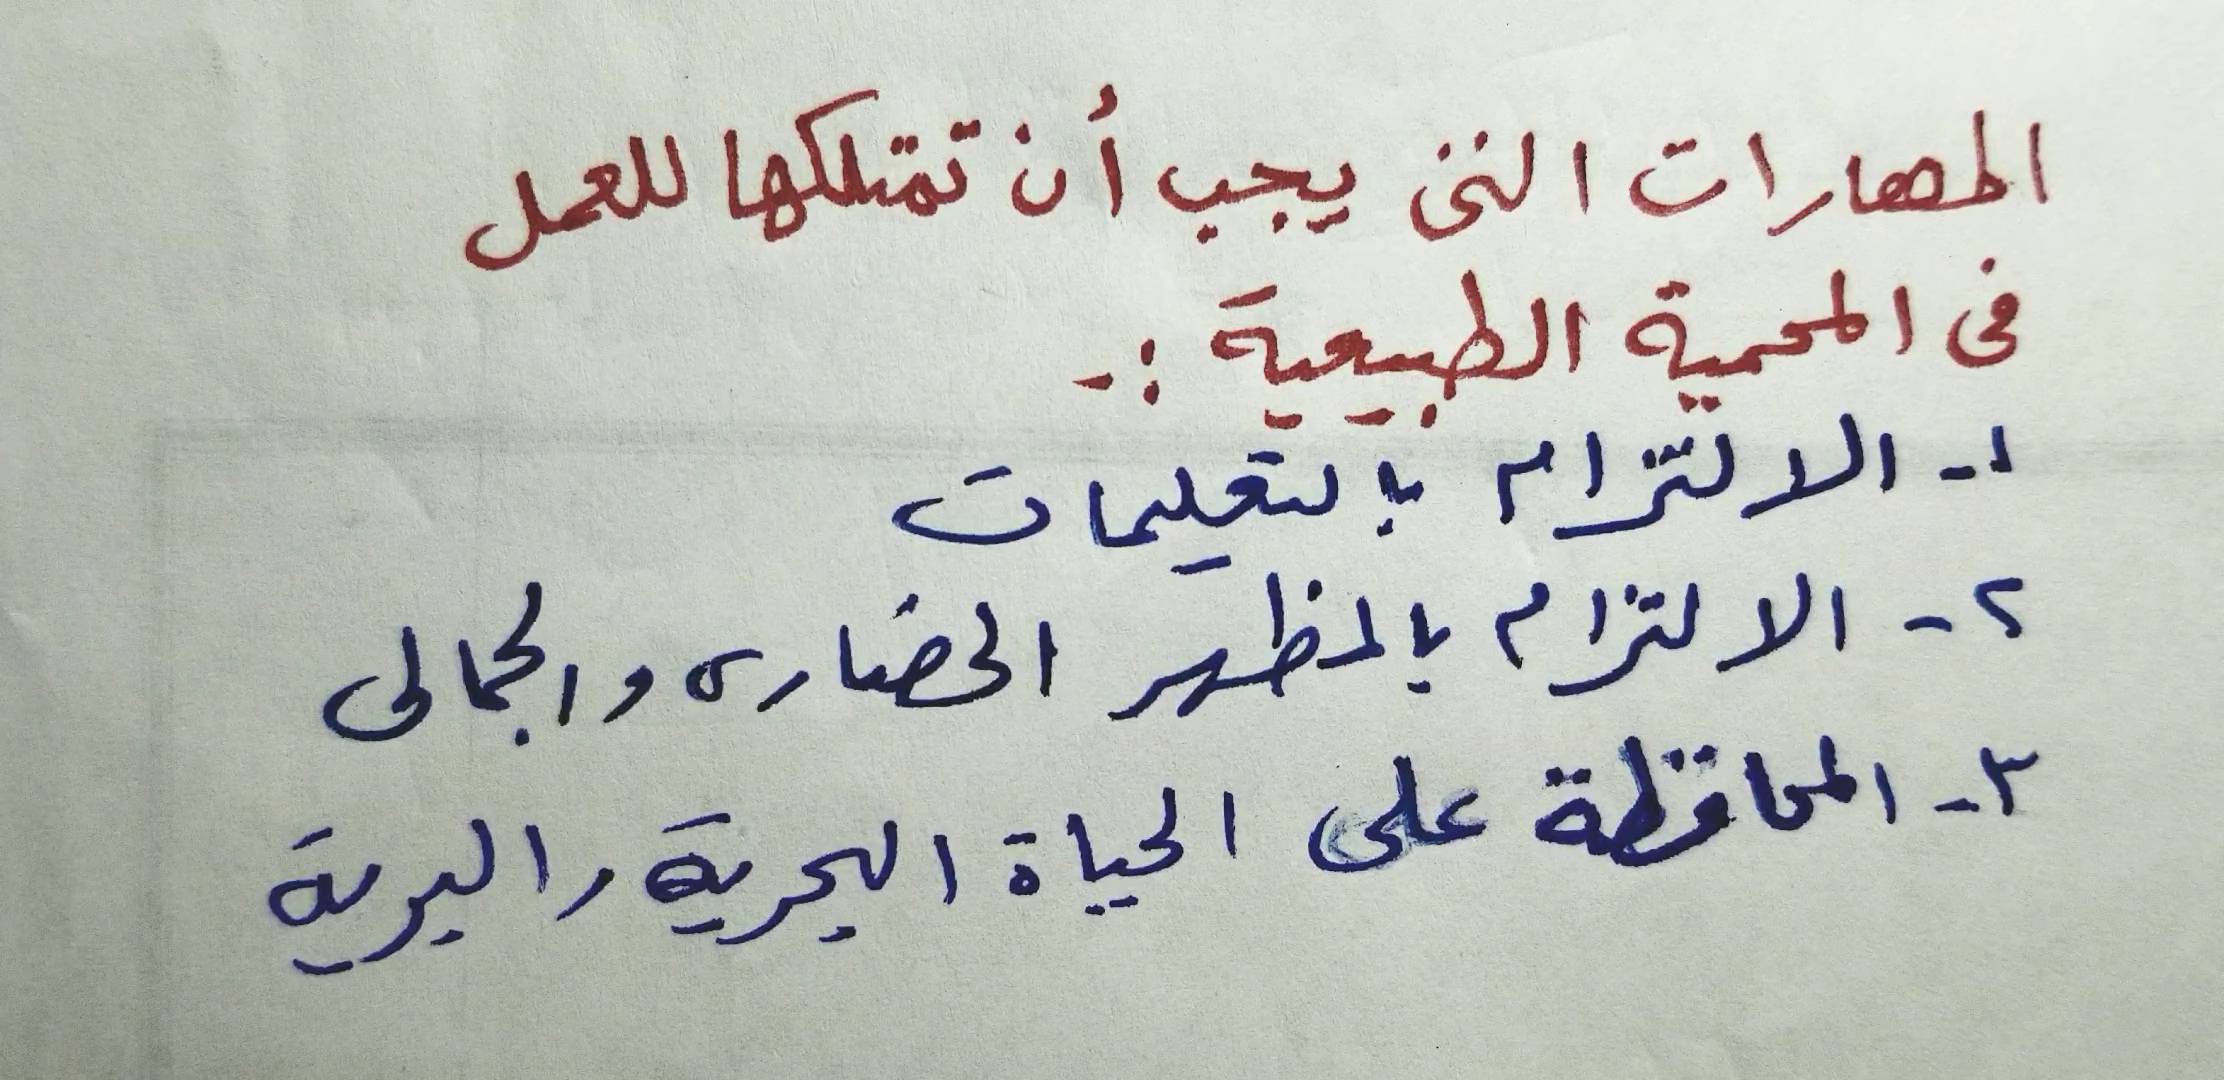 المهارات التى يجب أن تمتلكها للعمل
فى المحمية الطبيعية :-
١- الالتزام بالتعليمات
٢- الالتزام بالمظهر الحضارى والجمالى
٣- المحافظة على الحياة البحرية والبرية